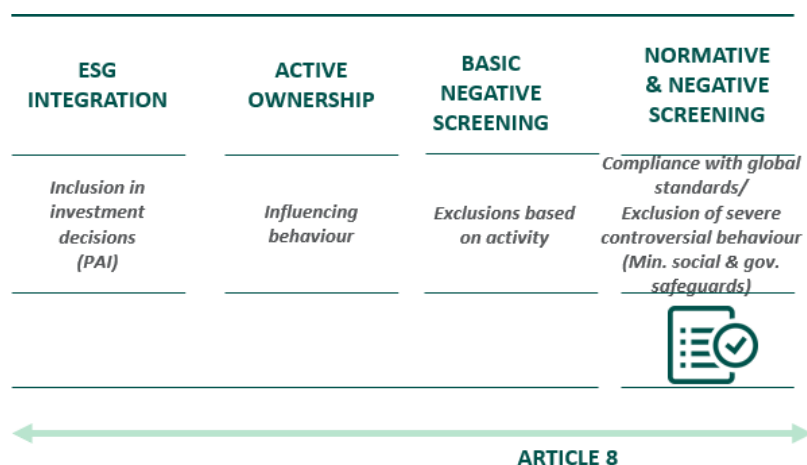 ESG
INTEGRATION
ACTIVE
OWNERSHIP
BASIC
NEGATIVE
SCREENING
NORMATIVE
& NEGATIVE
SCREENING
Inclusion in
investment
decisions
(PAI)
Influencing
behaviour
Exclusions based
on activity
Compliance with global
standards/
Exclusion of severe
controversial behaviour
(Min. social & gov.
safeguards)
ARTICLE 8